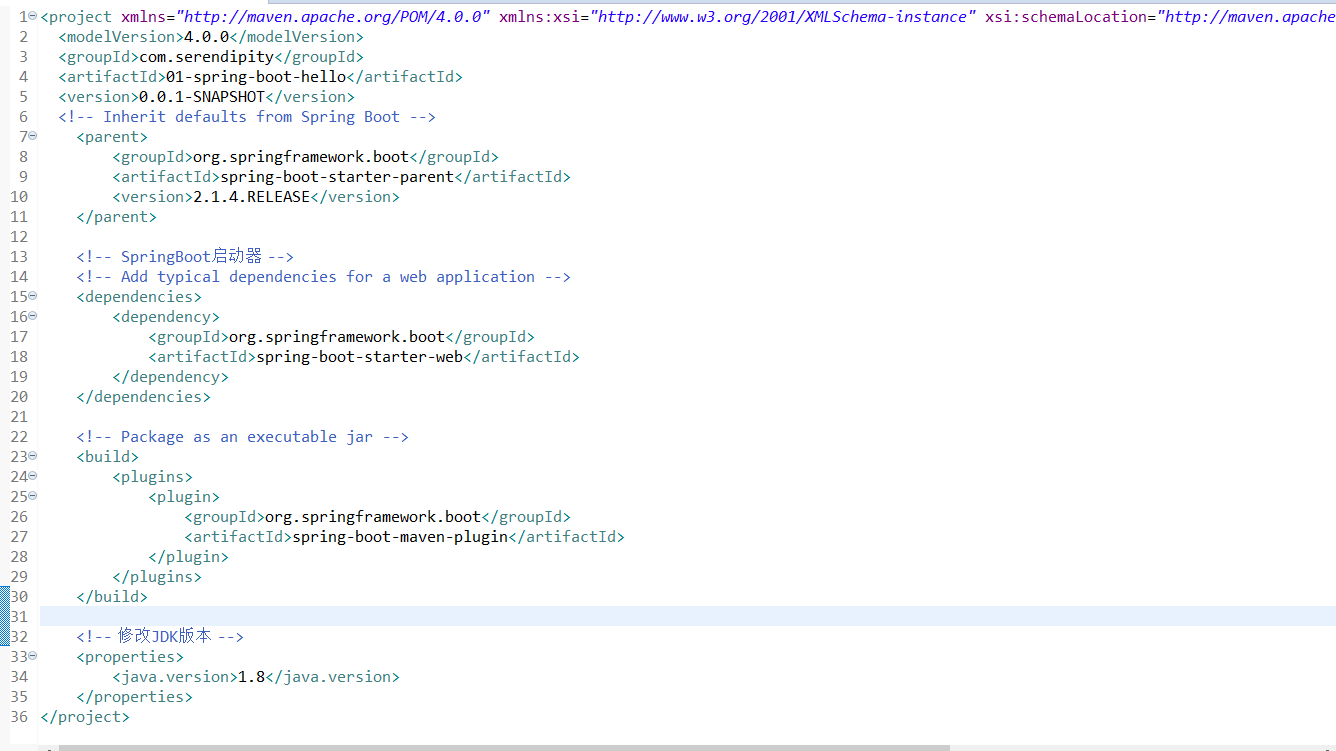 1 <project xmlns="http://maven.apache.org/POM/4.0.0" xmlns:xsi="http://www.w3.org/2001/XMLSchema-instance" xsi:schemaLocation="http://maven.apache
2 <modelVersion>4.0.0</modelVersion>
3 <groupId>com.serendipity</groupId>
4 <artifactId>01-spring-boot-hello</artifactId>
5 <version>0.0.1-SNAPSHOT</version>
6 <!-- Inherit defaults from Spring Boot -->
7 <parent>
8 <groupId>org.springframework.boot</groupId>
9 <artifactId>spring-boot-starter-parent</artifactId>
10 <version>2.1.4.RELEASE</version>
11 </parent>
12
13 <!-- SpringBoot启动器 -->
14 <!-- Add typical dependencies for a web application -->
15 <dependencies>
16 <dependency>
17 <groupId>org.springframework.boot</groupId>
18 <artifactId>spring-boot-starter-web</artifactId>
19 </dependency>
20 </dependencies>
21
22 <!-- Package as an executable jar -->
23 <build>
24 <plugins>
25 <plugin>
26 <groupId>org.springframework.boot</groupId>
27 <artifactId>spring-boot-maven-plugin</artifactId>
28 </plugin>
29 </plugins>
30 </build>
31
32 <!-- 修改JDK版本 -->
33 <properties>
34 <java.version>1.8</java.version>
35 </properties>
36 </project>